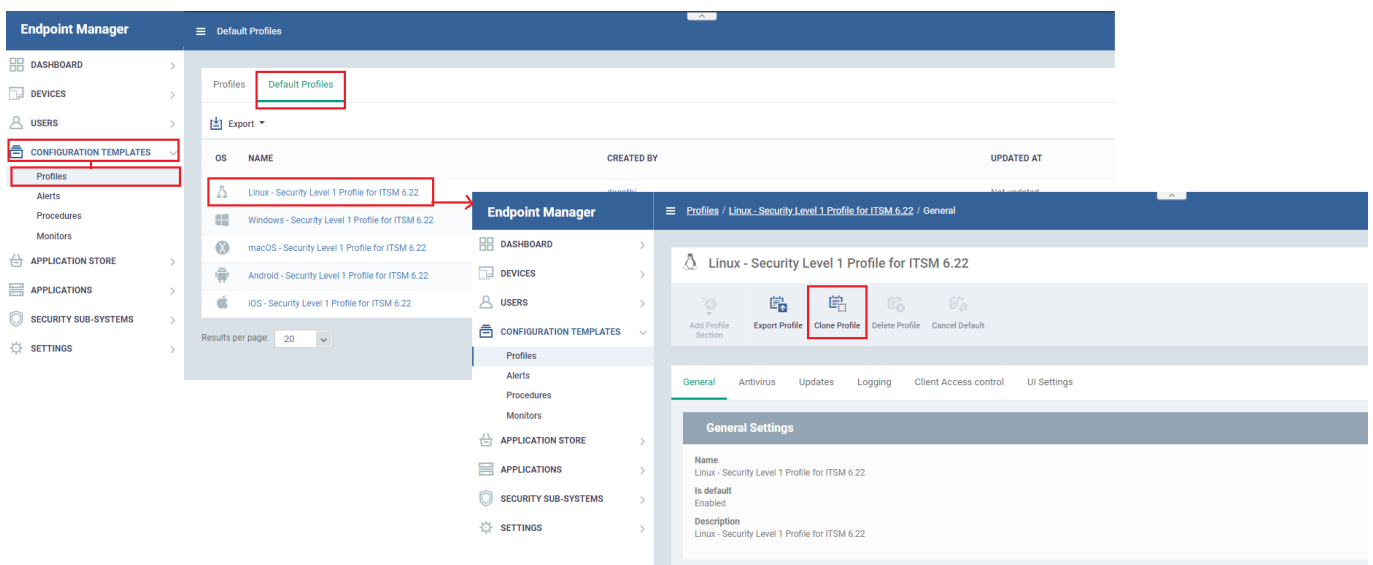 Endpoint Manager
Default Profiles
DASHBOARD
DEVICES
USERS
CONFIGURATION TEMPLATES
Profiles
Alerts
Procedures
Monitors
APPLICATION STORE
APPLICATIONS
SECURITY SUB-SYSTEMS
SETTINGS
Profiles Default Profiles
Export
OS NAME CREATED BY UPDATED AT
Linux - Security Level 1 Profile for ITSM 6.22
Windows - Security Level 1 Profile for ITSM 6.22
macOS - Security Level 1 Profile for ITSM 6.22
Android - Security Level 1 Profile for ITSM 6.22
iOS - Security Level 1 Profile for ITSM 6.22
Results per page: 20
Endpoint Manager
Profiles / Linux - Security Level 1 Profile for ITSM 6.22 / General
DASHBOARD
DEVICES
USERS
CONFIGURATION TEMPLATES
Profiles
Alerts
Procedures
Monitors
APPLICATION STORE
APPLICATIONS
SECURITY SUB-SYSTEMS
SETTINGS
Linux - Security Level 1 Profile for ITSM 6.22
Add Profile Export Profile Clone Profile Delete Profile Cancel Default
Section
General Antivirus Updates Logging Client Access control UI Settings
General Settings
Name
Linux - Security Level 1 Profile for ITSM 6.22
Is default
Enabled
Description
Linux - Security Level 1 Profile for ITSM 6.22